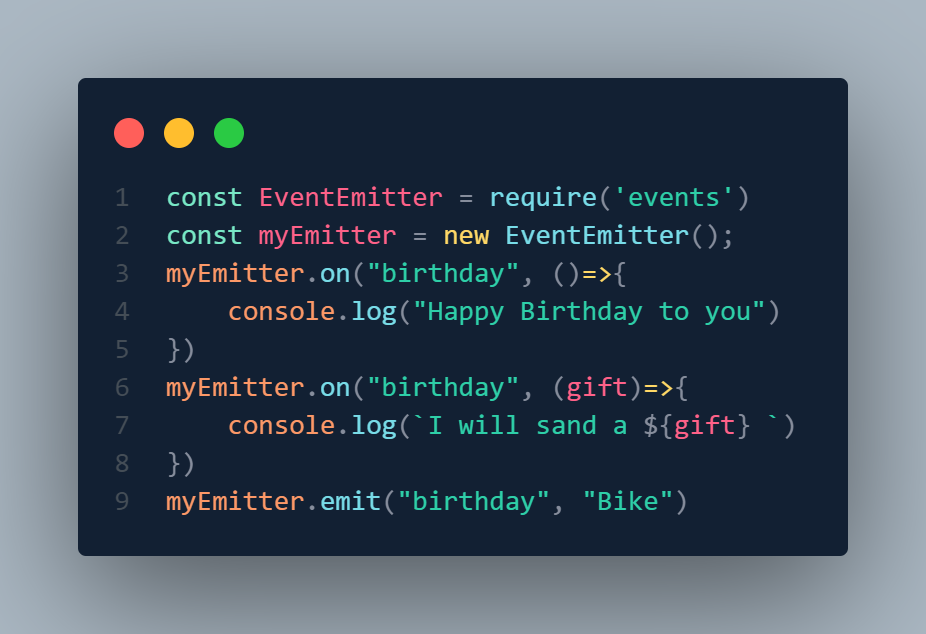 1 const EventEmitter = require('events')
2 const myEmitter = new EventEmitter();
3 myEmitter.on("birthday", ()=>{
4     console.log("Happy Birthday to you")
5 })
6 myEmitter.on("birthday", (gift)=>{
7     console.log(`I will sand a ${gift} `)
8 })
9 myEmitter.emit("birthday", "Bike")